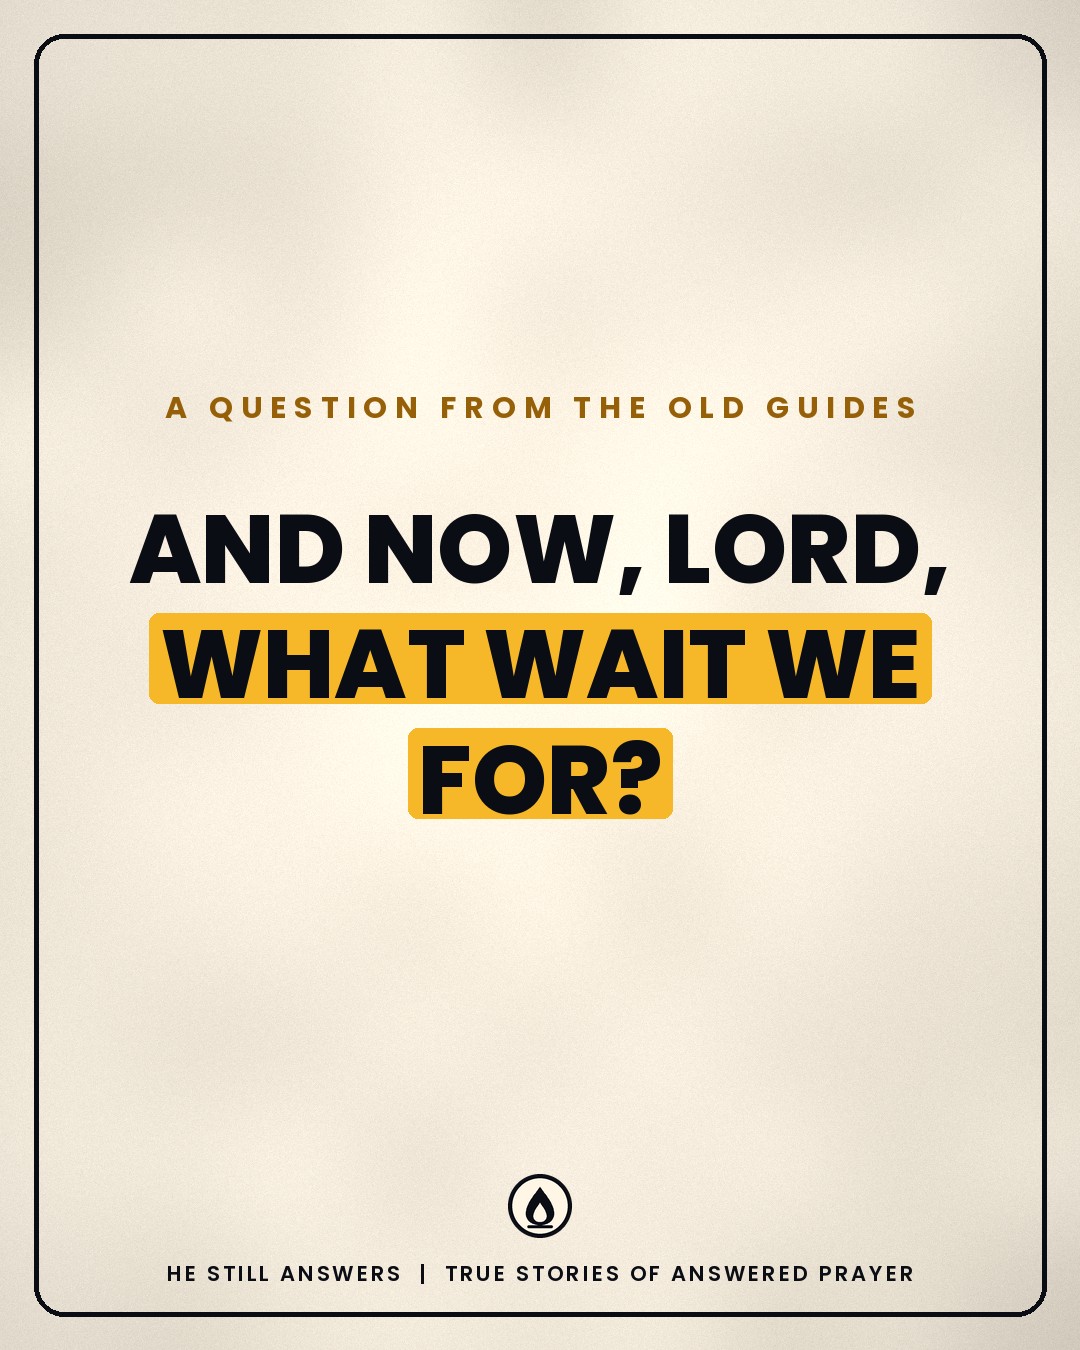 A QUESTION FROM THE OLD GUIDES
AND NOW, LORD,
WHAT WAIT WE
FOR?
HE STILL ANSWERS | TRUE STORIES OF ANSWERED PRAYER